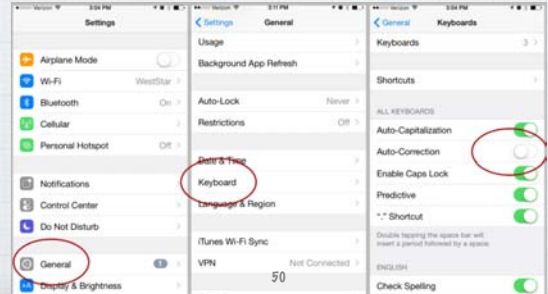 Verizon 3:04 PM
Settings
Airplane Mode
Wi-Fi WestStar
Bluetooth On
Cellular
Personal Hotspot Off
Notifications
Control Center
Do Not Disturb
General 1
Display & Brightness
Verizon 3:11 PM
Settings General
Usage
Background App Refresh
Auto-Lock Never
Restrictions Off
Date & Time
Keyboard
Language & Region
iTunes Wi-Fi Sync
VPN Not Connected
50
Verizon 3:04 PM
General Keyboards
Keyboards 3
Shortcuts
ALL KEYBOARDS
Auto-Capitalization
Auto-Correction
Enable Caps Lock
Predictive
"." Shortcut
Double tapping the space bar will
insert a period followed by a space.
ENGLISH
Check Spelling